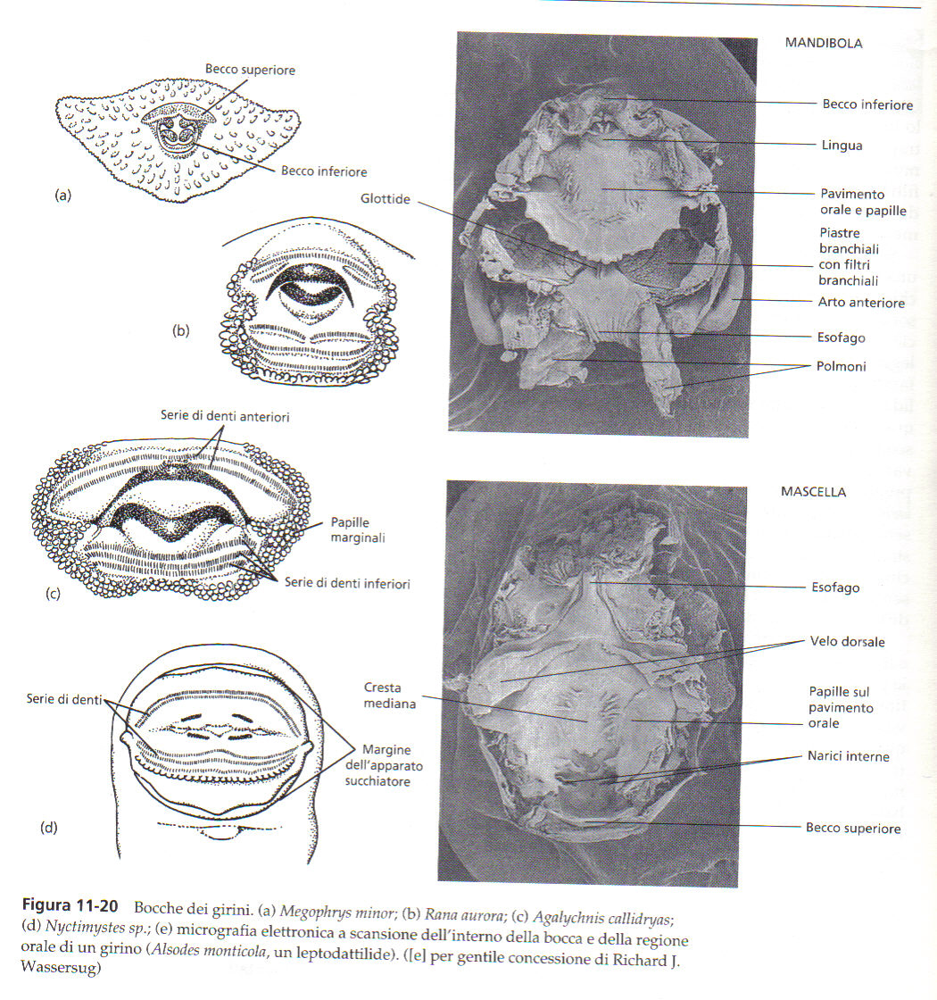 Becco superiore
Becco inferiore
(a)
Glottide
(b)
Serie di denti anteriori
Papille
marginali
Serie di denti inferiori
(c)
Serie di denti
Margine
dell'apparato
succhiatore
(d)
MANDIBOLA
Becco inferiore
Lingua
Pavimento
orale e papille
Piastre
branchiali
con filtri
branchiali
Arto anteriore
Esofago
Polmoni
MASCELLA
Esofago
Velo dorsale
Cresta
mediana
Papille sul
pavimento
orale
Narici interne
Becco superiore
Figura 11-20 Bocche dei girini. (a) Megophrys minor; (b) Rana aurora; (c) Agalychnis callidryas;
(d) Nyctimystes sp.; (e) micrografia elettronica a scansione dell'interno della bocca e della regione
orale di un girino (Alsodes monticola, un leptodattilide). ([e] per gentile concessione di Richard J.
Wassersug)